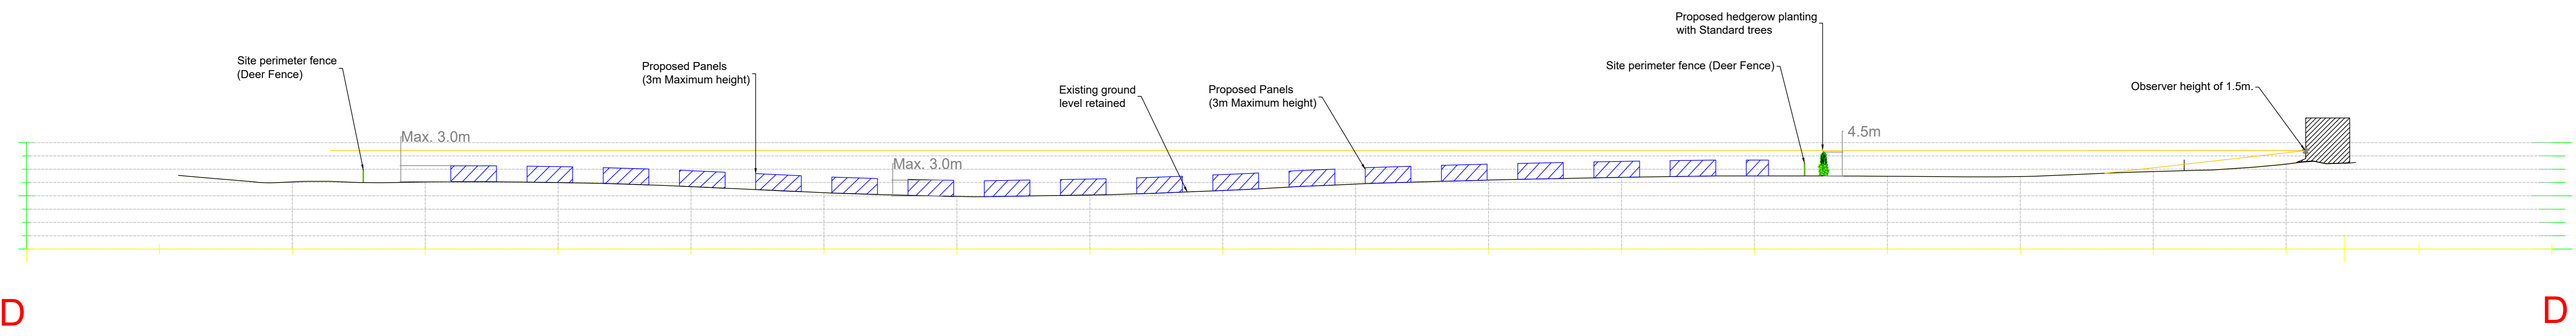 Proposed hedgerow planting
with Standard trees
Site perimeter fence
(Deer Fence)
Proposed Panels
(3m Maximum height)
Site perimeter fence (Deer Fence)
Existing ground
level retained
Proposed Panels
(3m Maximum height)
Observer height of 1.5m.
Max. 3.0m
Max. 3.0m
4.5m
D
D